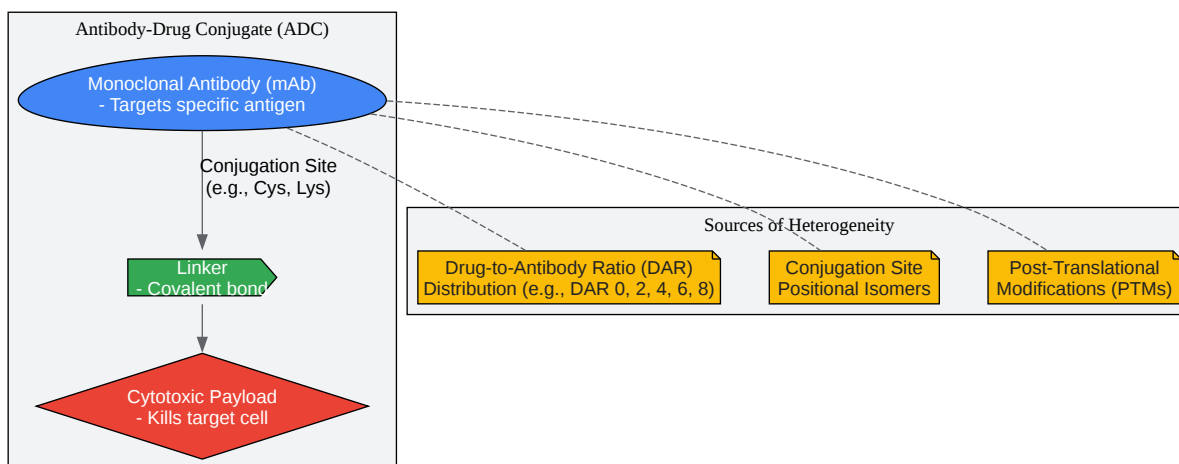 Antibody-Drug Conjugate (ADC)
Monoclonal Antibody (mAb)
- Targets specific antigen
Conjugation Site
(e.g., Cys, Lys)
Linker
- Covalent bond
Cytotoxic Payload
- Kills target cell
Sources of Heterogeneity
Drug-to-Antibody Ratio (DAR)
Distribution (e.g., DAR 0, 2, 4, 6, 8)
Conjugation Site
Positional Isomers
Post-Translational
Modifications (PTMs)